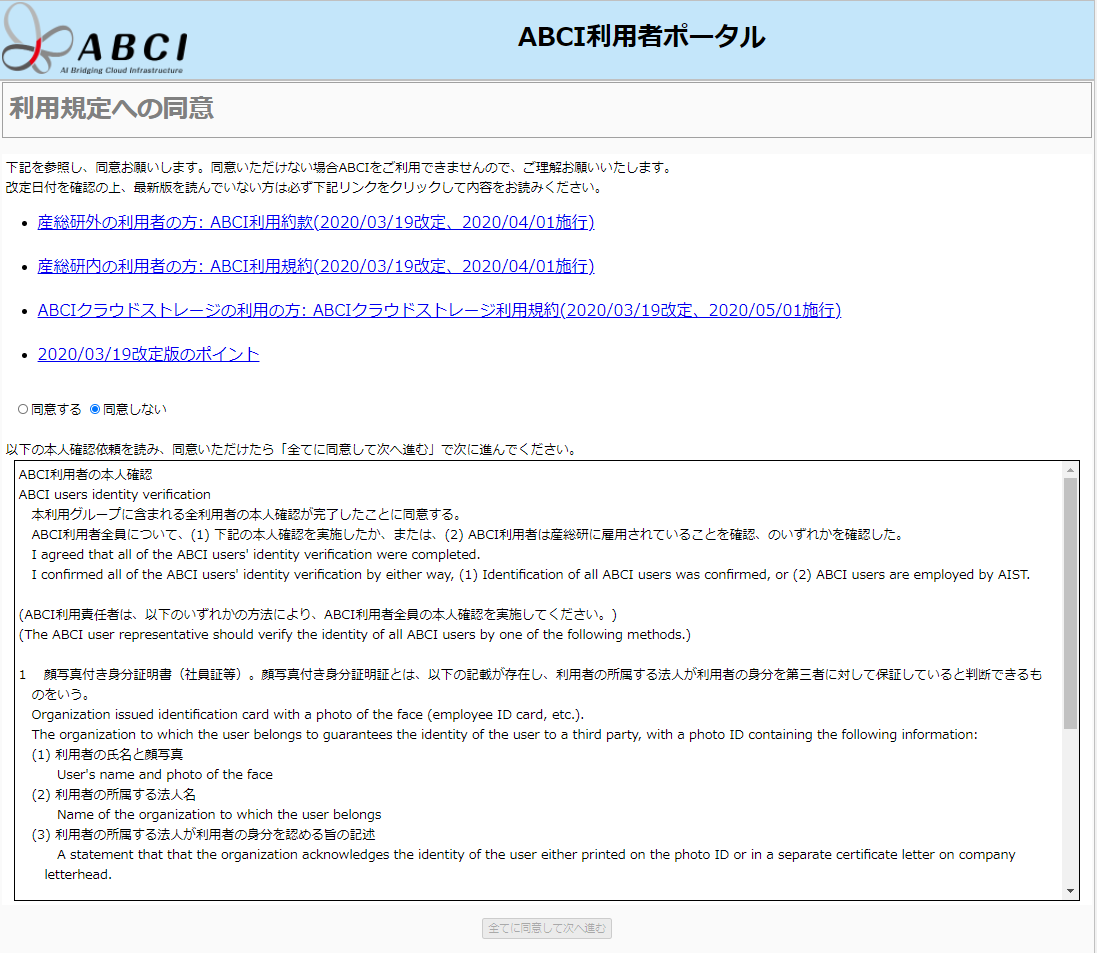 ABCI
AI Bridging Cloud Infrastructure
ABCI利用者ポータル
利用規定への同意
下記を参照し、同意お願いします。同意いただけない場合ABCIをご利用できませんので、ご理解お願いいたします。
改定日付を確認の上、最新版を読んでいない方は必ず下記リンクをクリックして内容をお読みください。
• 産総研外の利用者の方: ABCI利用約款(2020/03/19改定、2020/04/01施行)
• 産総研内の利用者の方: ABCI利用規約(2020/03/19改定、2020/04/01施行)
• ABCIクラウドストレージの利用の方: ABCIクラウドストレージ利用規約(2020/03/19改定、2020/05/01施行)
• 2020/03/19改定版のポイント
同意する 同意しない
以下の本人確認依頼を読み、同意いただけたら「全てに同意して次へ進む」で次に進んでください。
ABCI利用者の本人確認
ABCI users identity verification
本利用グループに含まれる全利用者の本人確認が完了したことに同意する。
ABCI利用者全員について、(1) 下記の本人確認を実施したか、または、(2) ABCI利用者は産総研に雇用されていることを確認、のいずれかを確認した。
I agreed that all of the ABCI users' identity verification were completed.
I confirmed all of the ABCI users' identity verification by either way, (1) Identification of all ABCI users was confirmed, or (2) ABCI users are employed by AIST.
(ABCI利用責任者は、以下のいずれかの方法により、ABCI利用者全員の本人確認を実施してください。)
(The ABCI user representative should verify the identity of all ABCI users by one of the following methods.)
1 顔写真付き身分証明書（社員証等）。顔写真付き身分証明証とは、以下の記載が存在し、利用者の所属する法人が利用者の身分を第三者に対して保証していると判断できるも
のをいう。
Organization issued identification card with a photo of the face (employee ID card, etc.).
The organization to which the user belongs to guarantees the identity of the user to a third party, with a photo ID containing the following information:
(1) 利用者の氏名と顔写真
User's name and photo of the face
(2) 利用者の所属する法人名
Name of the organization to which the user belongs
(3) 利用者の所属する法人が利用者の身分を認める旨の記述
A statement that that the organization acknowledges the identity of the user either printed on the photo ID or in a separate certificate letter on company
letterhead.
全てに同意して次へ進む